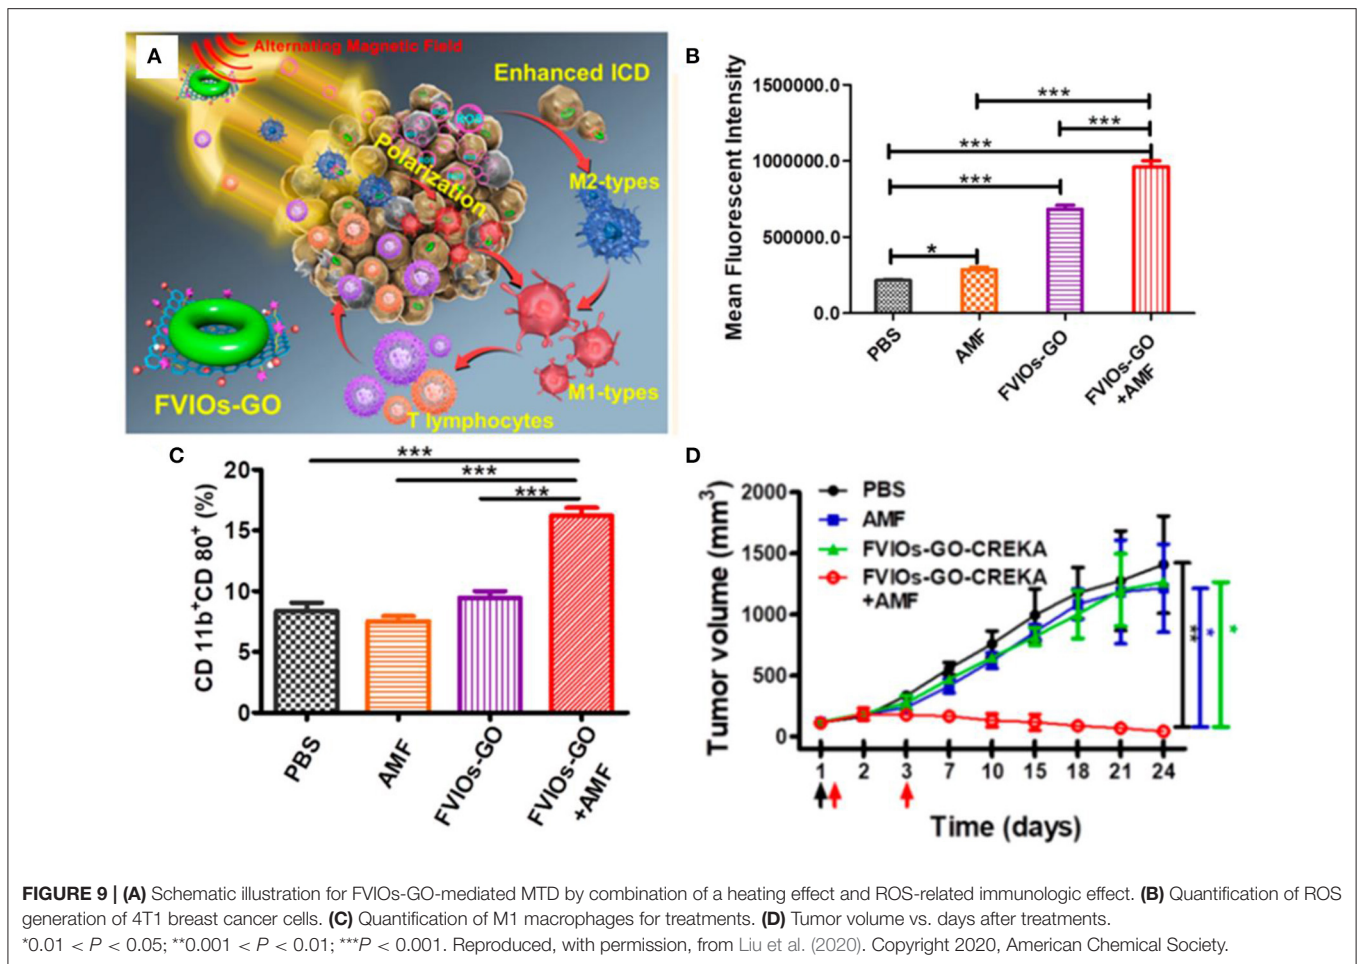 A
Alternating Magnetic Field
Enhanced ICD
ROS
Polarization
M2-types
M1-types
T lymphocytes
FVIOs-GO
B
Mean Fluorescent Intensity
1500000.0
1000000.0
500000.0
0.0
***
***
***
***
*
PBS
AMF
FVIOs-GO
FVIOs-GO
+AMF
C
CD 11b⁺CD 80⁺ (%)
20
15
10
5
0
***
***
***
PBS
AMF
FVIOs-GO
FVIOs-GO
+AMF
D
Tumor volume (mm³)
2000
1500
1000
500
0
PBS
AMF
FVIOs-GO-CREKA
FVIOs-GO-CREKA
+AMF
**
*
*
1 2 3 7 10 15 18 21 24
Time (days)
FIGURE 9 | (A) Schematic illustration for FVIOs-GO-mediated MTD by combination of a heating effect and ROS-related immunologic effect. (B) Quantification of ROS
generation of 4T1 breast cancer cells. (C) Quantification of M1 macrophages for treatments. (D) Tumor volume vs. days after treatments.
*0.01 < P < 0.05; **0.001 < P < 0.01; ***P < 0.001. Reproduced, with permission, from Liu et al. (2020). Copyright 2020, American Chemical Society.